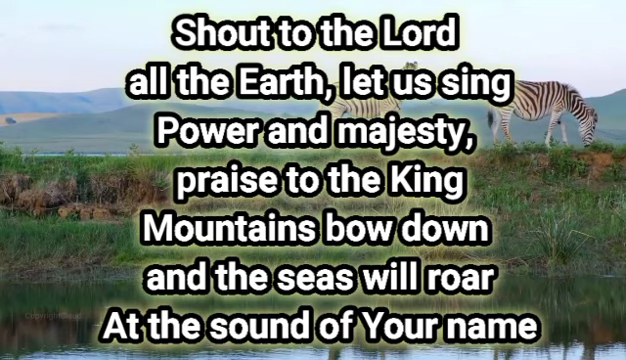 Shout to the Lord
all the Earth, let us sing
Power and majesty,
praise to the King
Mountains bow down
and the seas will roar
At the sound of Your name